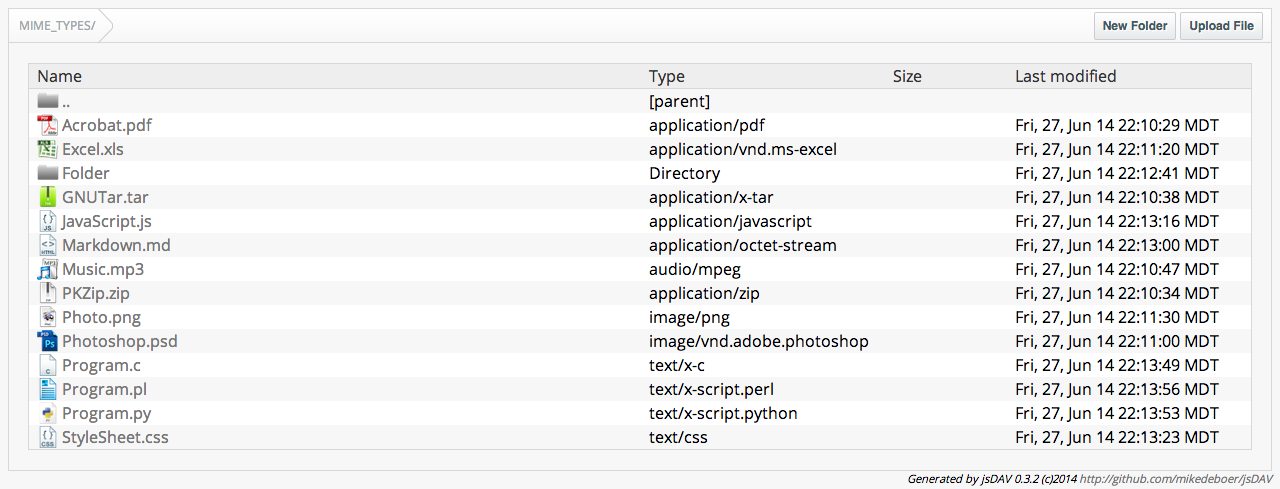 MIME_TYPES/ New Folder Upload File
Name Type Size Last modified
.. [parent]
Acrobat.pdf application/pdf Fri, 27, Jun 14 22:10:29 MDT
Excel.xls application/vnd.ms-excel Fri, 27, Jun 14 22:11:20 MDT
Folder Directory Fri, 27, Jun 14 22:12:41 MDT
GNUTar.tar application/x-tar Fri, 27, Jun 14 22:10:38 MDT
JavaScript.js application/javascript Fri, 27, Jun 14 22:13:16 MDT
Markdown.md application/octet-stream Fri, 27, Jun 14 22:13:00 MDT
Music.mp3 audio/mpeg Fri, 27, Jun 14 22:10:47 MDT
PKZip.zip application/zip Fri, 27, Jun 14 22:10:34 MDT
Photo.png image/png Fri, 27, Jun 14 22:11:30 MDT
Photoshop.psd image/vnd.adobe.photoshop Fri, 27, Jun 14 22:11:00 MDT
Program.c text/x-c Fri, 27, Jun 14 22:13:49 MDT
Program.pl text/x-script.perl Fri, 27, Jun 14 22:13:56 MDT
Program.py text/x-script.python Fri, 27, Jun 14 22:13:53 MDT
StyleSheet.css text/css Fri, 27, Jun 14 22:13:23 MDT
Generated by jsDAV 0.3.2 (c)2014 http://github.com/mikedeboer/jsDAV